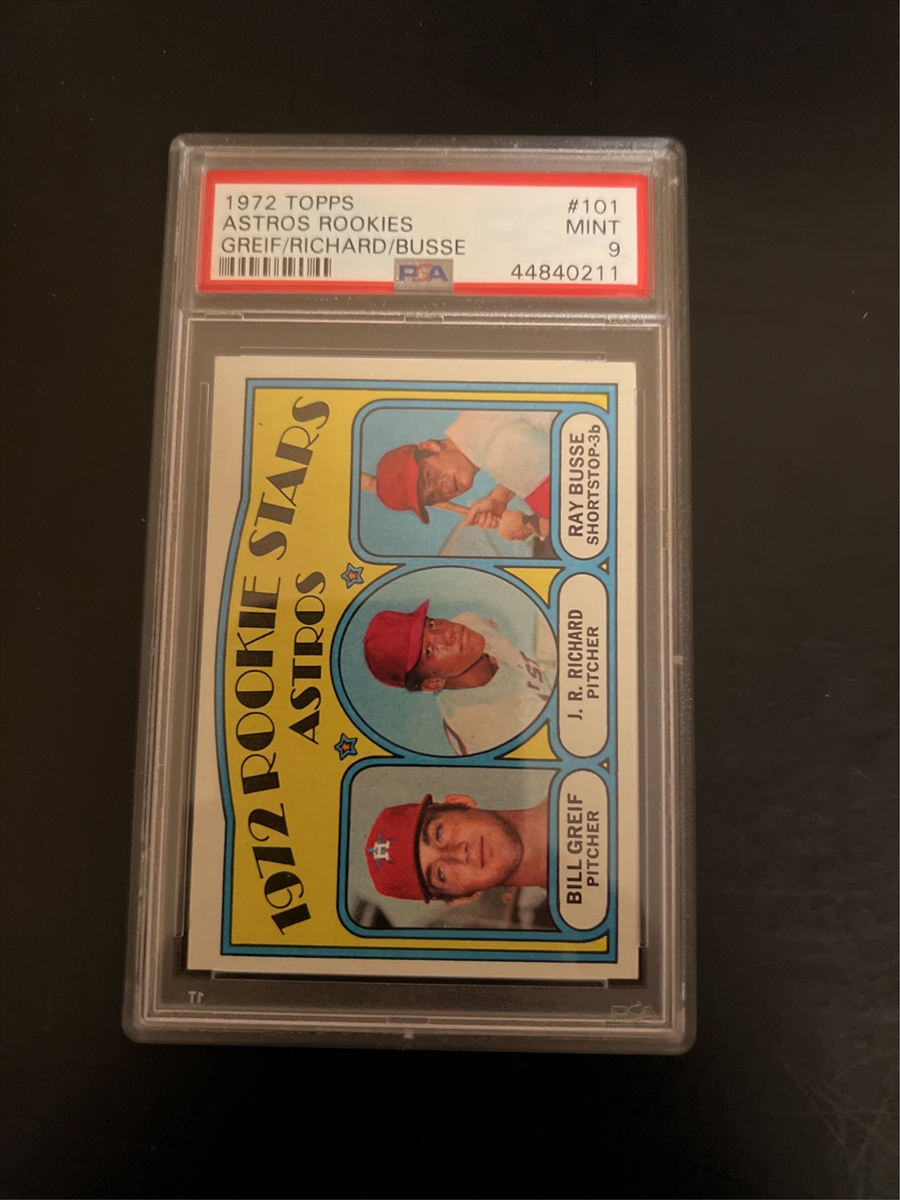 1972 TOPPS
ASTROS ROOKIES
GREIF/RICHARD/BUSSE
#101
MINT
9
44840211
PSA
1972 ROOKIE STARS
ASTROS
H
BILL GREIF
PITCHER
J. R. RICHARD
PITCHER
RAY BUSSE
SHORTSTOP-3b
PSA